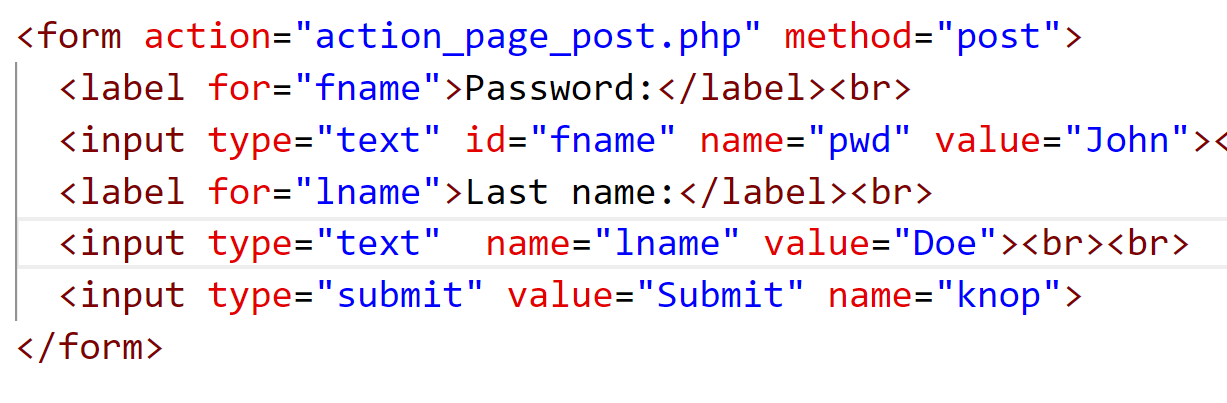 <form action="action_page_post.php" method="post">
<label for="fname">Password:</label><br>
<input type="text" id="fname" name="pwd" value="John"><
<label for="lname">Last name:</label><br>
<input type="text"  name="lname" value="Doe"><br><br>
<input type="submit" value="Submit" name="knop">
</form>